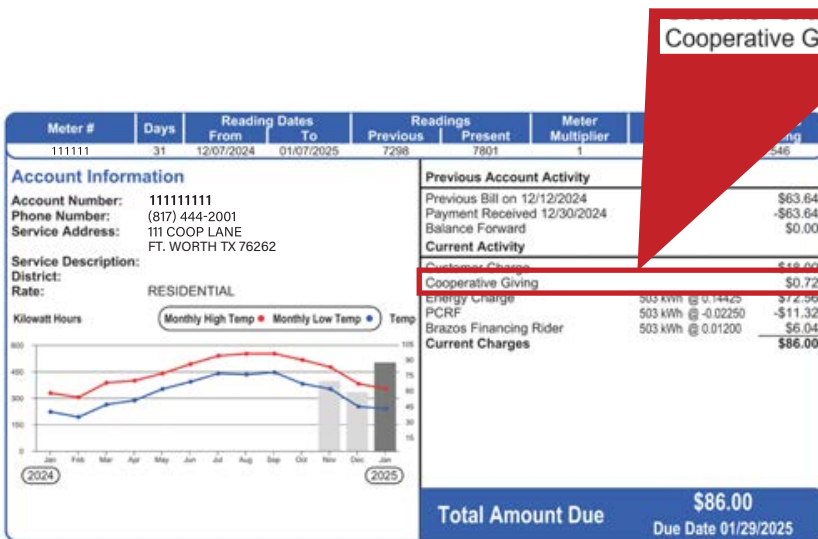 Cooperative G
Meter # Days Reading Dates Readings Meter
From To Previous Present Multiplier
111111 31 12/07/2024 01/07/2025 7298 7801 1 546
Account Information
Account Number: 111111111
Phone Number: (817) 444-2001
Service Address: 111 COOP LANE
FT. WORTH TX 76262
Service Description:
District:
Rate: RESIDENTIAL
Kilowatt Hours Monthly High Temp Monthly Low Temp Temp
600 105
450 90
75
300 60
45
150 30
15
0
Jan Feb Mar Apr May Jun Jul Aug Sep Oct Nov Dec Jan
2024 2025
Previous Account Activity
Previous Bill on 12/12/2024 $63.64
Payment Received 12/30/2024 -$63.64
Balance Forward $0.00
Current Activity
Customer Charge $18.00
Cooperative Giving $0.72
Energy Charge 503 kWh @ 0.14425 $72.56
PCRF 503 kWh @ -0.02250 -$11.32
Brazos Financing Rider 503 kWh @ 0.01200 $6.04
Current Charges $86.00
Total Amount Due $86.00
Due Date 01/29/2025